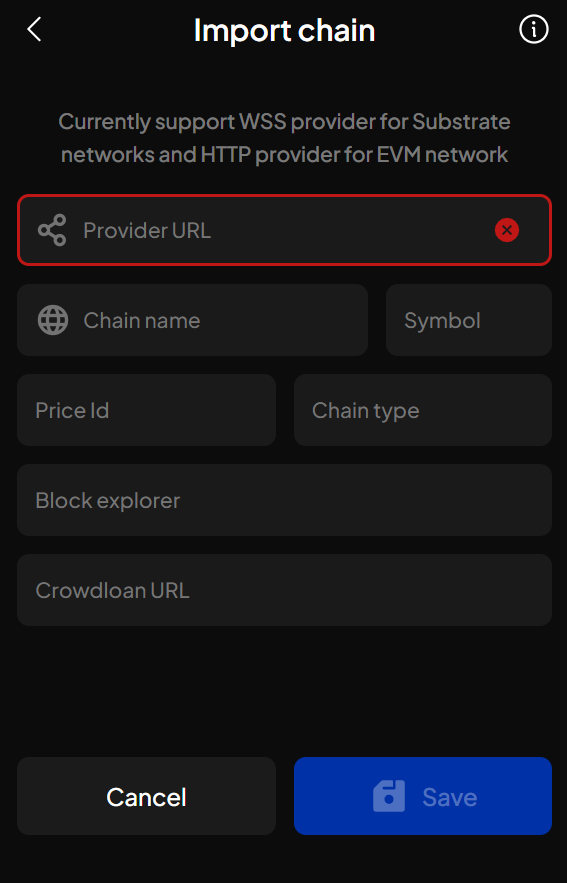 Import chain
Currently support WSS provider for Substrate
networks and HTTP provider for EVM network
Provider URL
Chain name
Symbol
Price Id
Chain type
Block explorer
Crowdloan URL
Cancel
Save